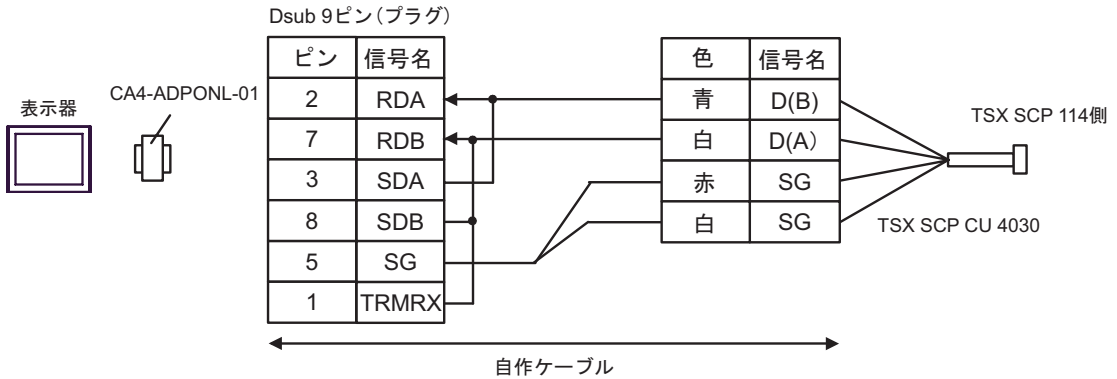 Dsub 9ピン(プラグ)
ピン 信号名
2 RDA
7 RDB
3 SDA
8 SDB
5 SG
1 TRMRX
表示器
CA4-ADPONL-01
色 信号名
青 D(B)
白 D(A)
赤 SG
白 SG
TSX SCP 114側
TSX SCP CU 4030
自作ケーブル